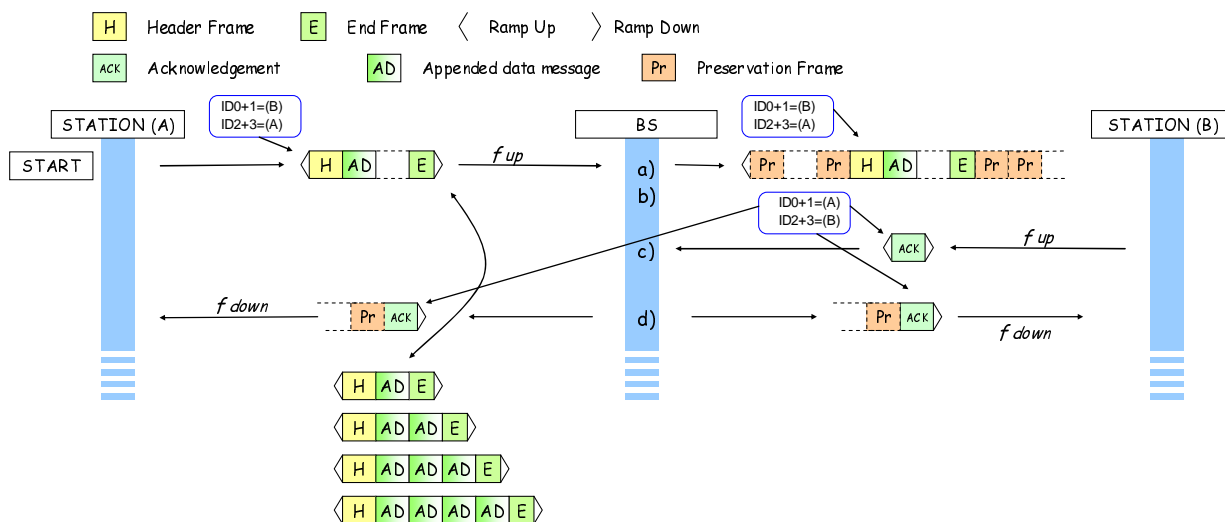 H Header Frame E End Frame Ramp Up Ramp Down
ACK Acknowledgement AD Appended data message Pr Preservation Frame
ID0+1=(B)
ID2+3=(A)
ID0+1=(B)
ID2+3=(A)
STATION (A) BS STATION (B)
START H AD E f up a) Pr Pr H AD E Pr Pr
b)
ID0+1=(A)
ID2+3=(B)
c) ACK f up
f down Pr ACK d) Pr ACK f down
H AD E
H AD AD E
H AD AD AD E
H AD AD AD AD E